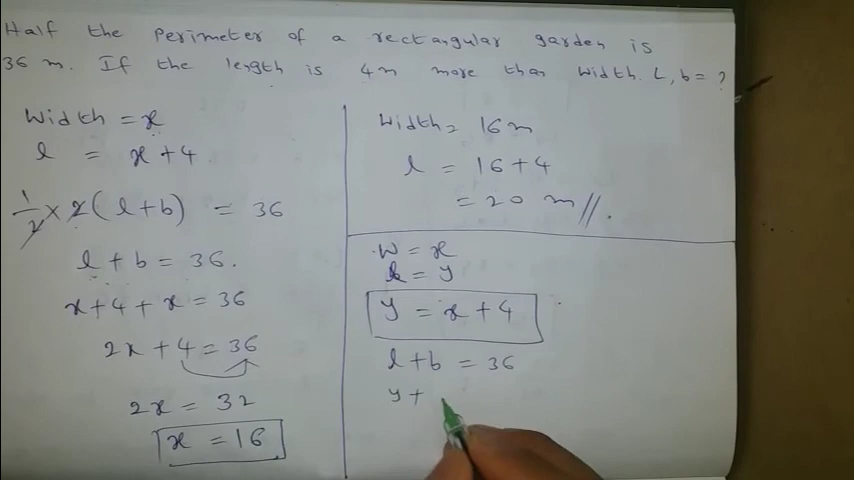 Half the perimeter of a rectangular garden is
36 m. If the length is 4m more than width. L, b = ?
Width = x
l = x+4
1/2 × 2(l+b) = 36
l + b = 36.
x+4+x = 36
2x + 4 = 36
2x = 32
x = 16
Width = 16 m
l = 16+4
= 20 m //.
W = x
l = y
y = x+4
l+b = 36
y +